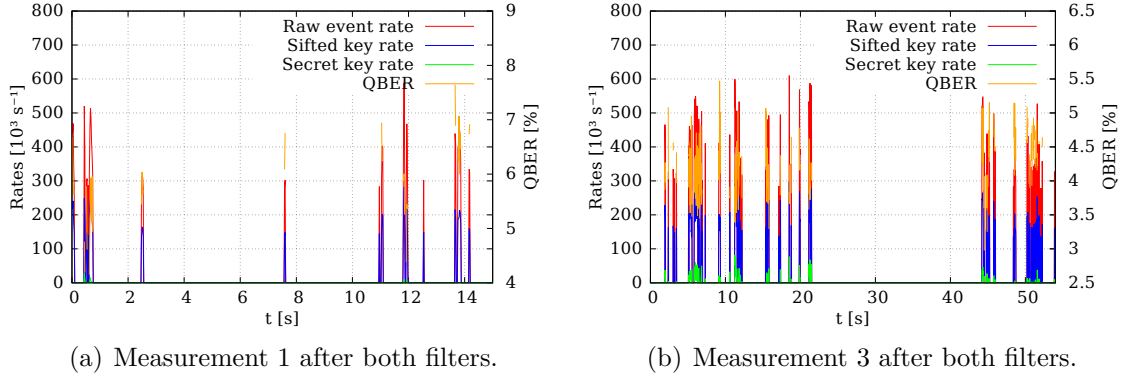 Raw event rate
Sifted key rate
Secret key rate
QBER
Rates [10³ s⁻¹]
0
100
200
300
400
500
600
700
800
QBER [%]
4
5
6
7
8
9
0 2 4 6 8 10 12 14
t [s]
(a) Measurement 1 after both filters.
Raw event rate
Sifted key rate
Secret key rate
QBER
Rates [10³ s⁻¹]
0
100
200
300
400
500
600
700
800
QBER [%]
2.5
3
3.5
4
4.5
5
5.5
6
6.5
0 10 20 30 40 50
t [s]
(b) Measurement 3 after both filters.